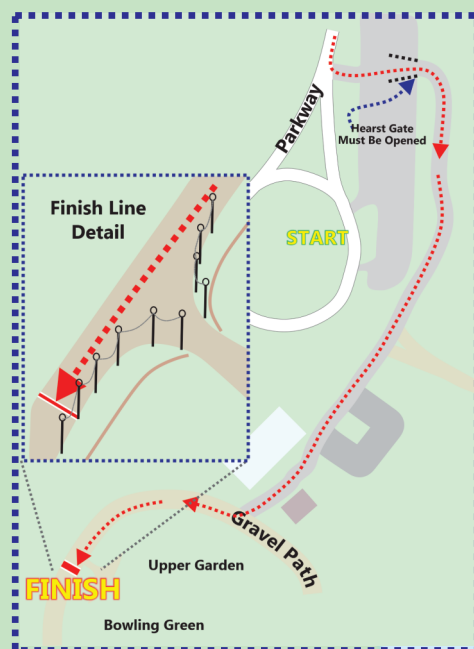 Parkway
Hearst Gate
Must Be Opened
Finish Line
Detail
START
Gravel Path
Upper Garden
FINISH
Bowling Green